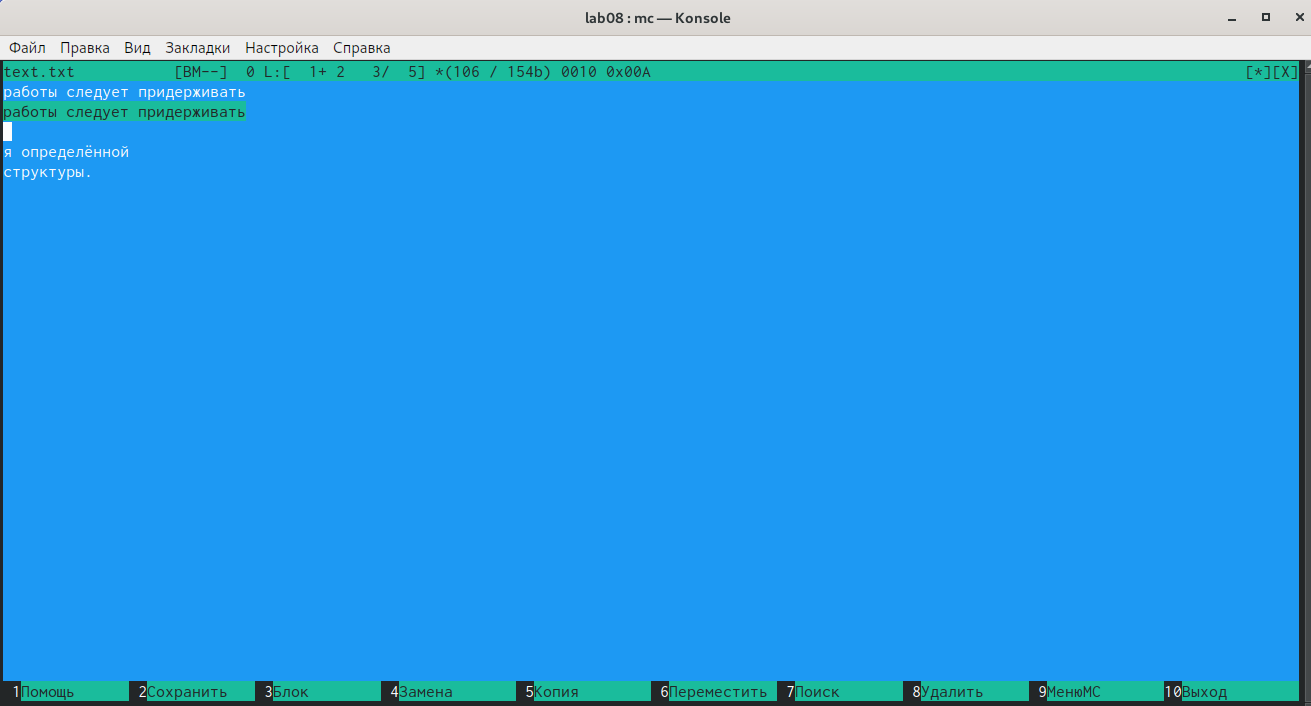 lab08 : mc — Konsole
Файл Правка Вид Закладки Настройка Справка
text.txt [BM--] 0 L:[ 1+ 2 3/ 5] *(106 / 154b) 0010 0x00A [*][X]
работы следует придерживать
работы следует придерживать
я определённой
структуры.
1Помощь 2Сохранить 3Блок 4Замена 5Копия 6Переместить 7Поиск 8Удалить 9МенюМС 10Выход